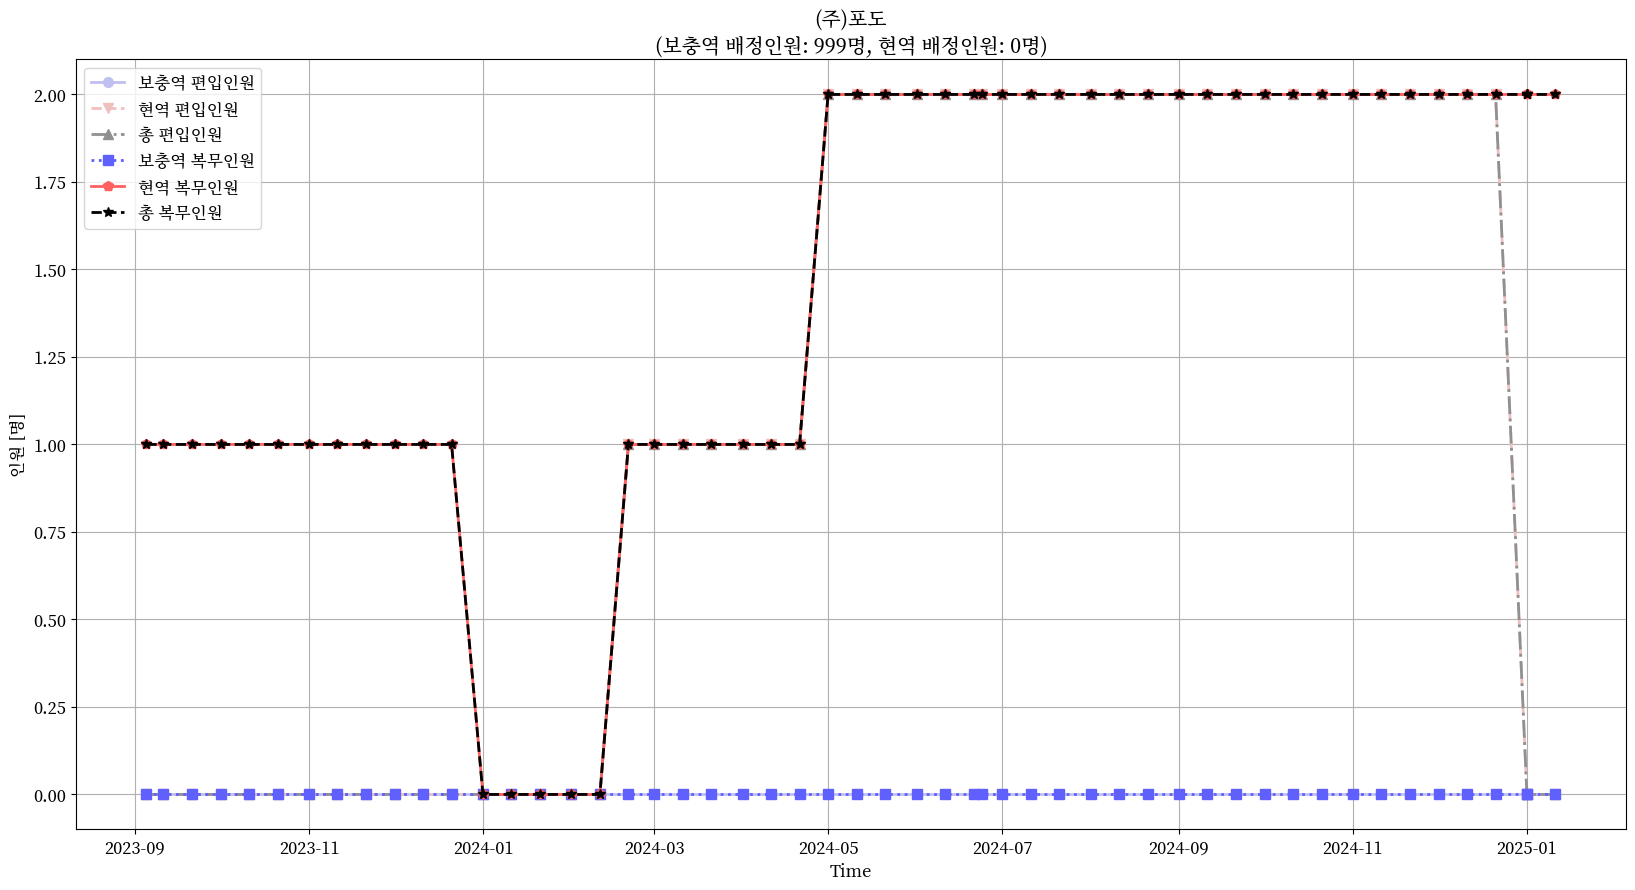 (주)포도
(보충역 배정인원: 999명, 현역 배정인원: 0명)
보충역 편입인원
현역 편입인원
총 편입인원
보충역 복무인원
현역 복무인원
총 복무인원
인원 [명]
2.00
1.75
1.50
1.25
1.00
0.75
0.50
0.25
0.00
2023-09 2023-11 2024-01 2024-03 2024-05 2024-07 2024-09 2024-11 2025-01
Time